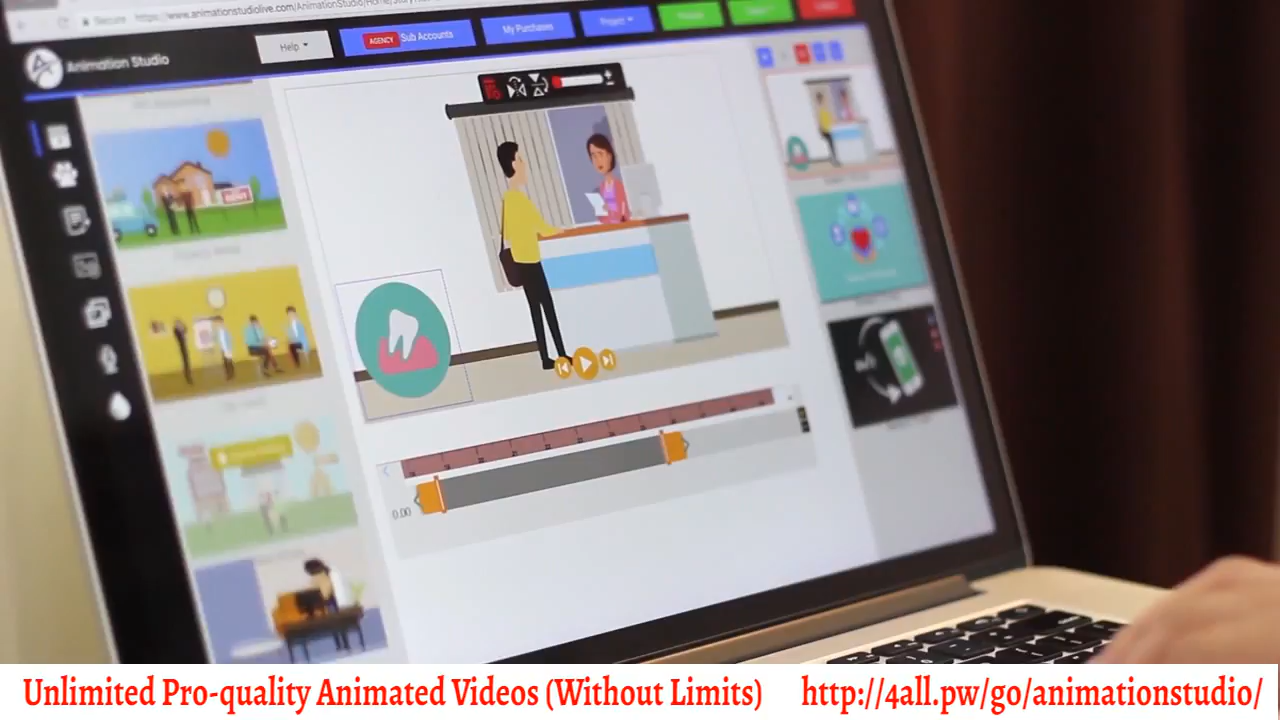 Secure https://www.animationstudiolive.com/AnimationStudio/Home/
Animation Studio
Help
AGENCY Sub Accounts
My Purchases
Project
0.00
Unlimited Pro-quality Animated Videos (Without Limits) http://4all.pw/go/animationstudio/